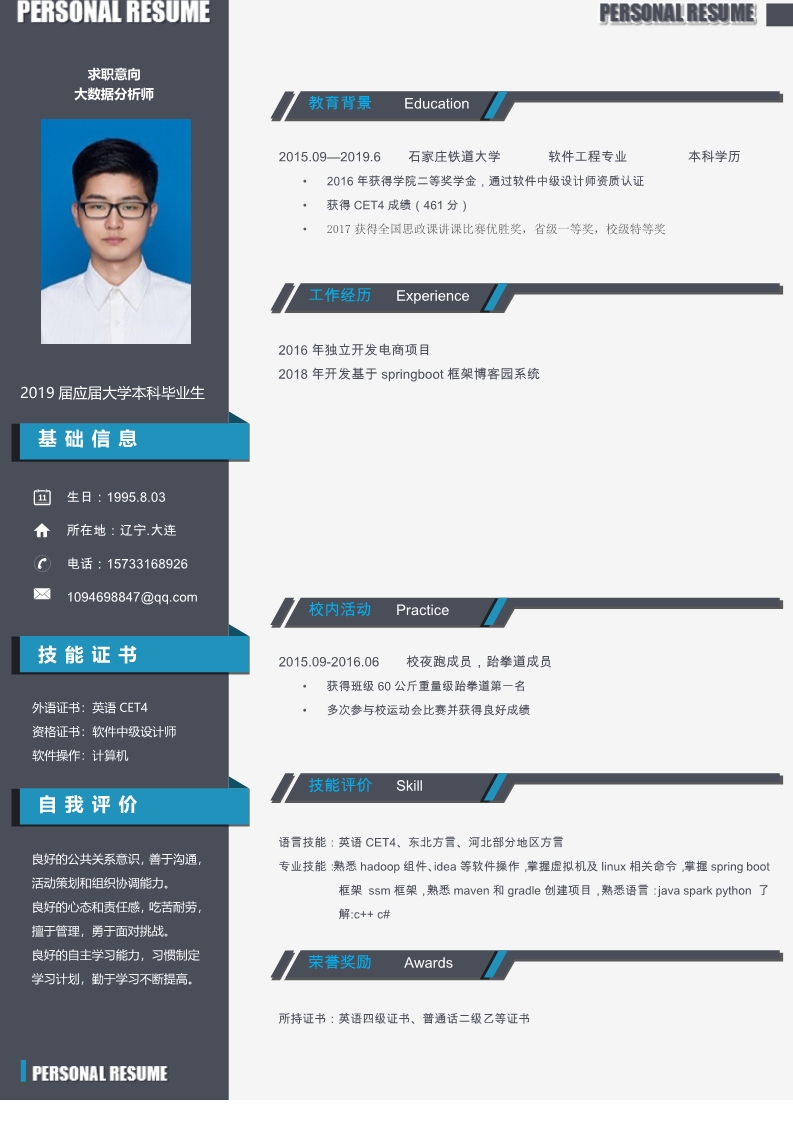 PERSONAL RESUME
求职意向
大数据分析师
2019 届应届大学本科毕业生
基础信息
11
生日：1995.8.03
所在地：辽宁.大连
电话：15733168926
1094698847@qq.com
技能证书
外语证书：英语 CET4
资格证书：软件中级设计师
软件操作：计算机
自我评价
良好的公共关系意识，善于沟通，
活动策划和组织协调能力。
良好的心态和责任感，吃苦耐劳，
擅于管理，勇于面对挑战。
良好的自主学习能力，习惯制定
学习计划，勤于学习不断提高。
PERSONAL RESUME
PERSONAL RESUME
教育背景 Education
2015.09—2019.6 石家庄铁道大学 软件工程专业 本科学历
• 2016 年获得学院二等奖学金，通过软件中级设计师资质认证
• 获得 CET4 成绩（461 分）
• 2017 获得全国思政课讲课比赛优胜奖，省级一等奖，校级特等奖
工作经历 Experience
2016 年独立开发电商项目
2018 年开发基于 springboot 框架博客园系统
校内活动 Practice
2015.09-2016.06 校夜跑成员，跆拳道成员
• 获得班级 60 公斤重量级跆拳道第一名
• 多次参与校运动会比赛并获得良好成绩
技能评价 Skill
语言技能：英语 CET4、东北方言、河北部分地区方言
专业技能：熟悉 hadoop 组件、idea 等软件操作，掌握虚拟机及 linux 相关命令，掌握 spring boot
框架 ssm 框架，熟悉 maven 和 gradle 创建项目，熟悉语言：java spark python 了
解:c++ c#
荣誉奖励 Awards
所持证书：英语四级证书、普通话二级乙等证书